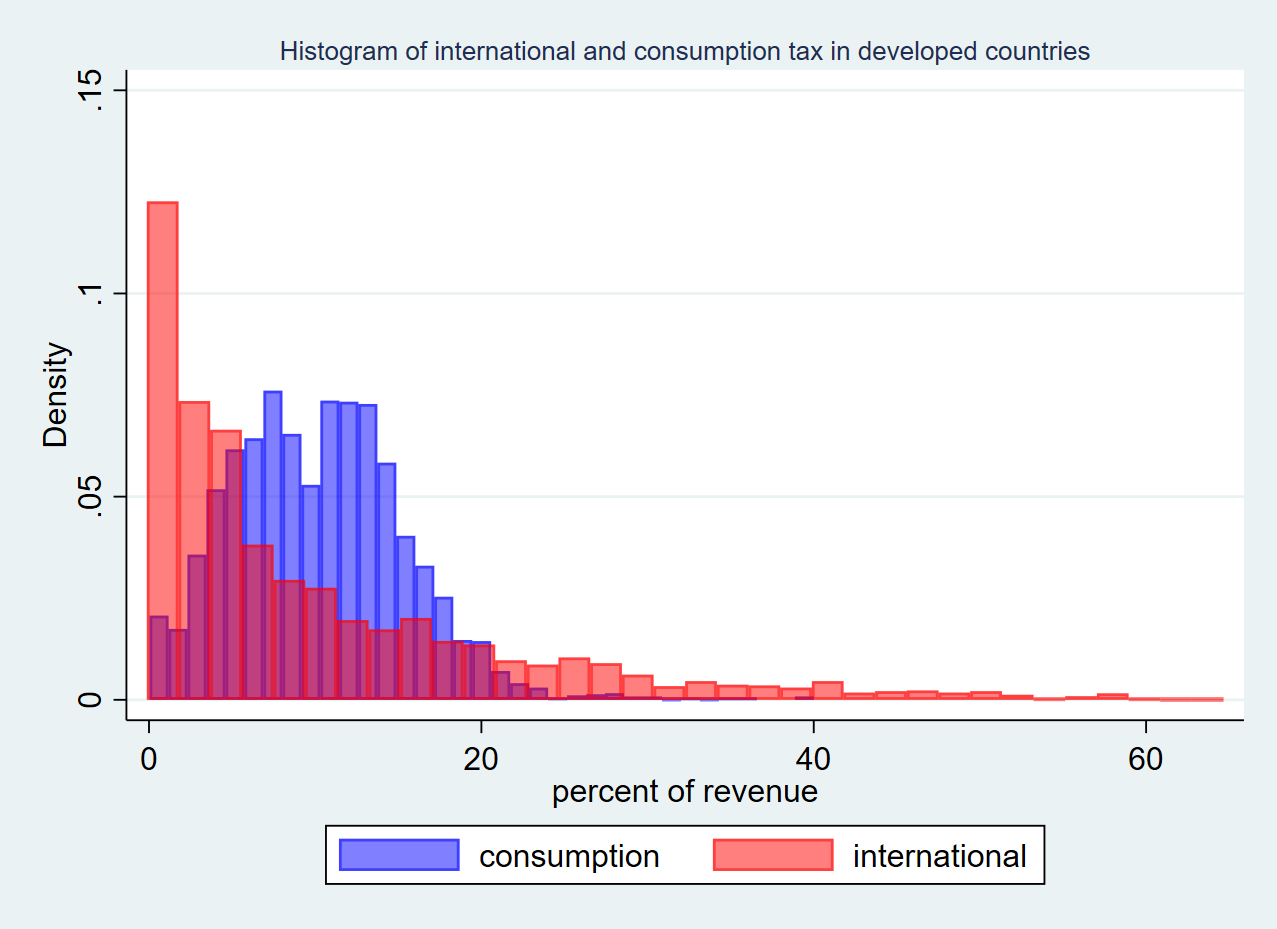 Histogram of international and consumption tax in developed countries
Density
.15
.1
.05
0
0 20 40 60
percent of revenue
consumption international